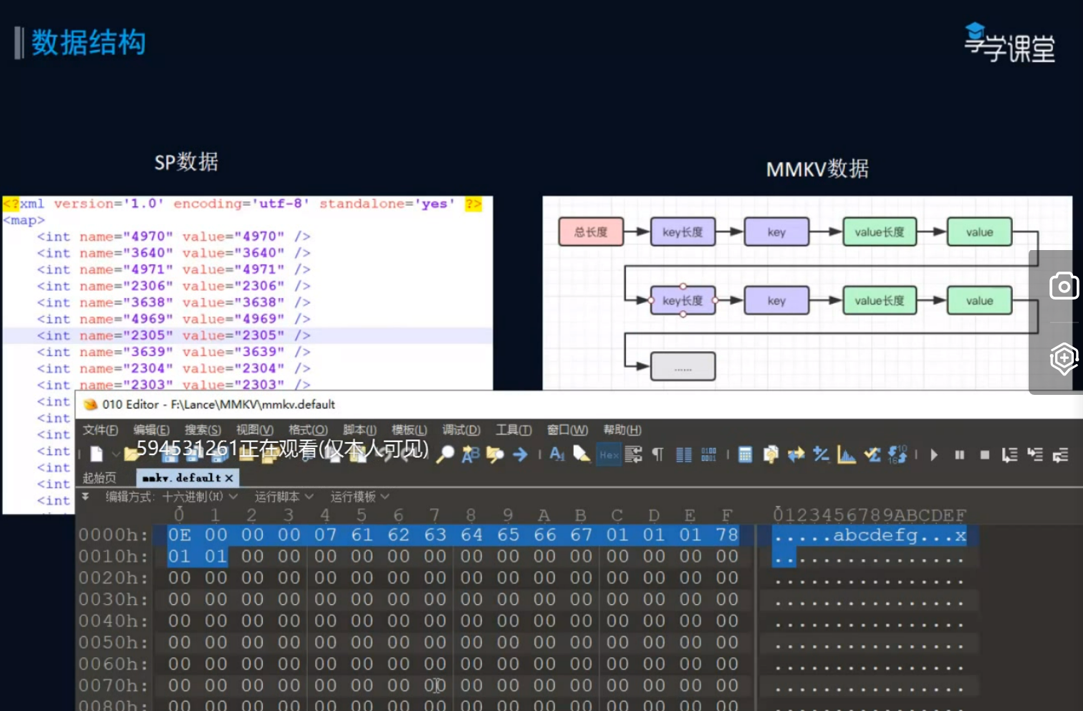 数据结构
享学课堂
SP数据
MMKV数据
<?xml version='1.0' encoding='utf-8' standalone='yes' ?>
<map>
<int name="4970" value="4970" />
<int name="3640" value="3640" />
<int name="4971" value="4971" />
<int name="2306" value="2306" />
<int name="3638" value="3638" />
<int name="4969" value="4969" />
<int name="2305" value="2305" />
<int name="3639" value="3639" />
<int name="2304" value="2304" />
<int name="2303" value="2303" />
<int
<int
<int
<int
<int
<int
<int
总长度 key长度 key value长度 value
key长度 key value长度 value
......
010 Editor - F:\Lance\MMKV\mmkv.default
文件(F) 编辑(E) 搜索(S) 视图(V) 格式(O) 脚本(I) 模板(L) 调试(D) 工具(T) 窗口(W) 帮助(H)
594531261正在观看(仅本人可见)
Hex
起始页 mmkv.default ×
编辑方式: 十六进制(H) 运行脚本 运行模板
0 1 2 3 4 5 6 7 8 9 A B C D E F 0123456789ABCDEF
0000h: 0E 00 00 00 07 61 62 63 64 65 66 67 01 01 01 78 .....abcdefg...x
0010h: 01 01 00 00 00 00 00 00 00 00 00 00 00 00 00 00 ................
0020h: 00 00 00 00 00 00 00 00 00 00 00 00 00 00 00 00 ................
0030h: 00 00 00 00 00 00 00 00 00 00 00 00 00 00 00 00 ................
0040h: 00 00 00 00 00 00 00 00 00 00 00 00 00 00 00 00 ................
0050h: 00 00 00 00 00 00 00 00 00 00 00 00 00 00 00 00 ................
0060h: 00 00 00 00 00 00 00 00 00 00 00 00 00 00 00 00 ................
0070h: 00 00 00 00 00 00 00 00 00 00 00 00 00 00 00 00 ................
0080h: 00 00 00 00 00 00 00 00 00 00 00 00 00 00 00 00